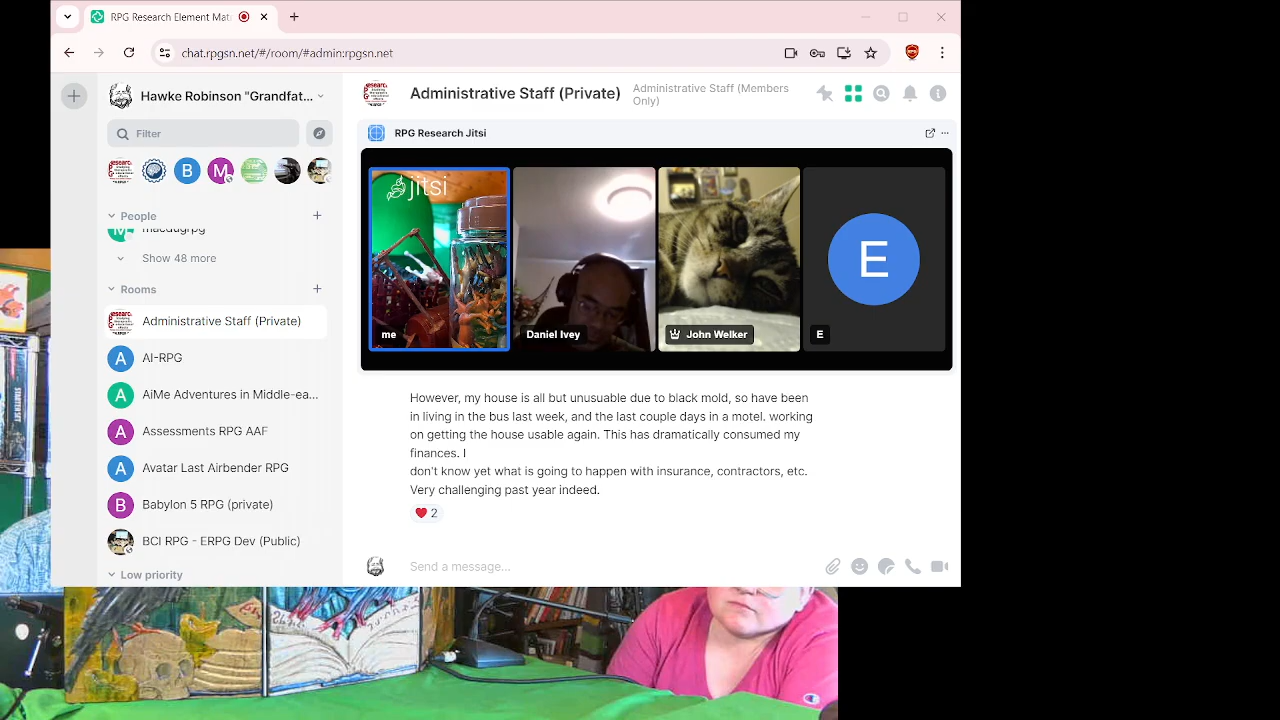 RPG Research Element Mat
chat.rpgsn.net/#/room/#admin:rpgsn.net
Hawke Robinson "Grandfat...
Filter
B
M
People
macdugrpg
Show 48 more
Rooms
Administrative Staff (Private)
A AI-RPG
A AiMe Adventures in Middle-ea...
A Assessments RPG AAF
A Avatar Last Airbender RPG
B Babylon 5 RPG (private)
BCI RPG - ERPG Dev (Public)
Low priority
Administrative Staff (Private)
Administrative Staff (Members
Only)
RPG Research Jitsi
jitsi
E
me
Daniel Ivey
John Welker
E
However, my house is all but unusuable due to black mold, so have been
in living in the bus last week, and the last couple days in a motel. working
on getting the house usable again. This has dramatically consumed my
finances. I
don't know yet what is going to happen with insurance, contractors, etc.
Very challenging past year indeed.
❤️ 2
Send a message...